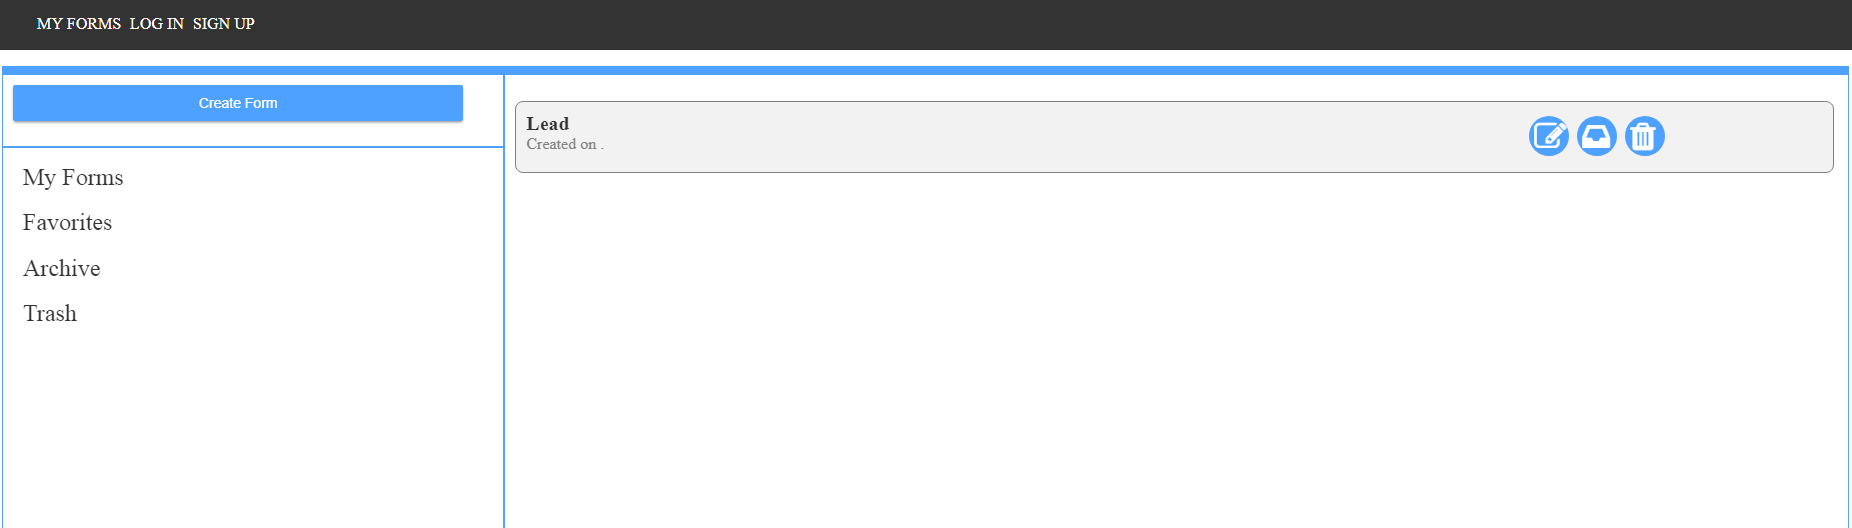 MY FORMS LOG IN SIGN UP
Create Form
My Forms
Favorites
Archive
Trash
Lead
Created on .